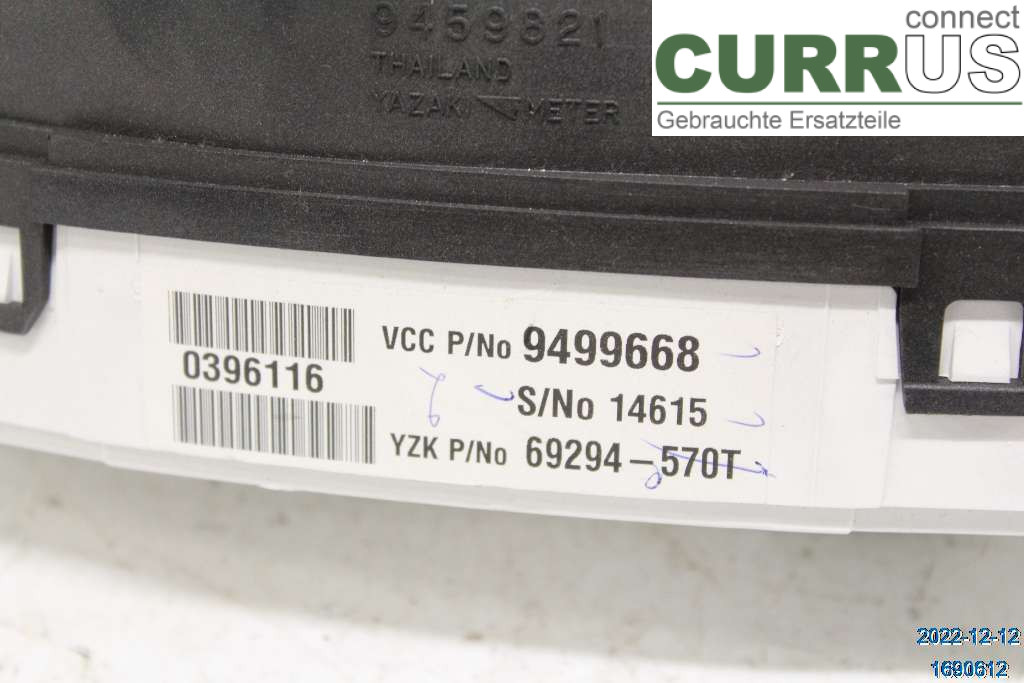 9459821
THAILAND
YAZAKI METER
connect
CURRUS
Gebrauchte Ersatzteile
VCC P/No 9499668
0396116
S/No 14615
YZK P/No 69294-570T
2022-12-12
1690612